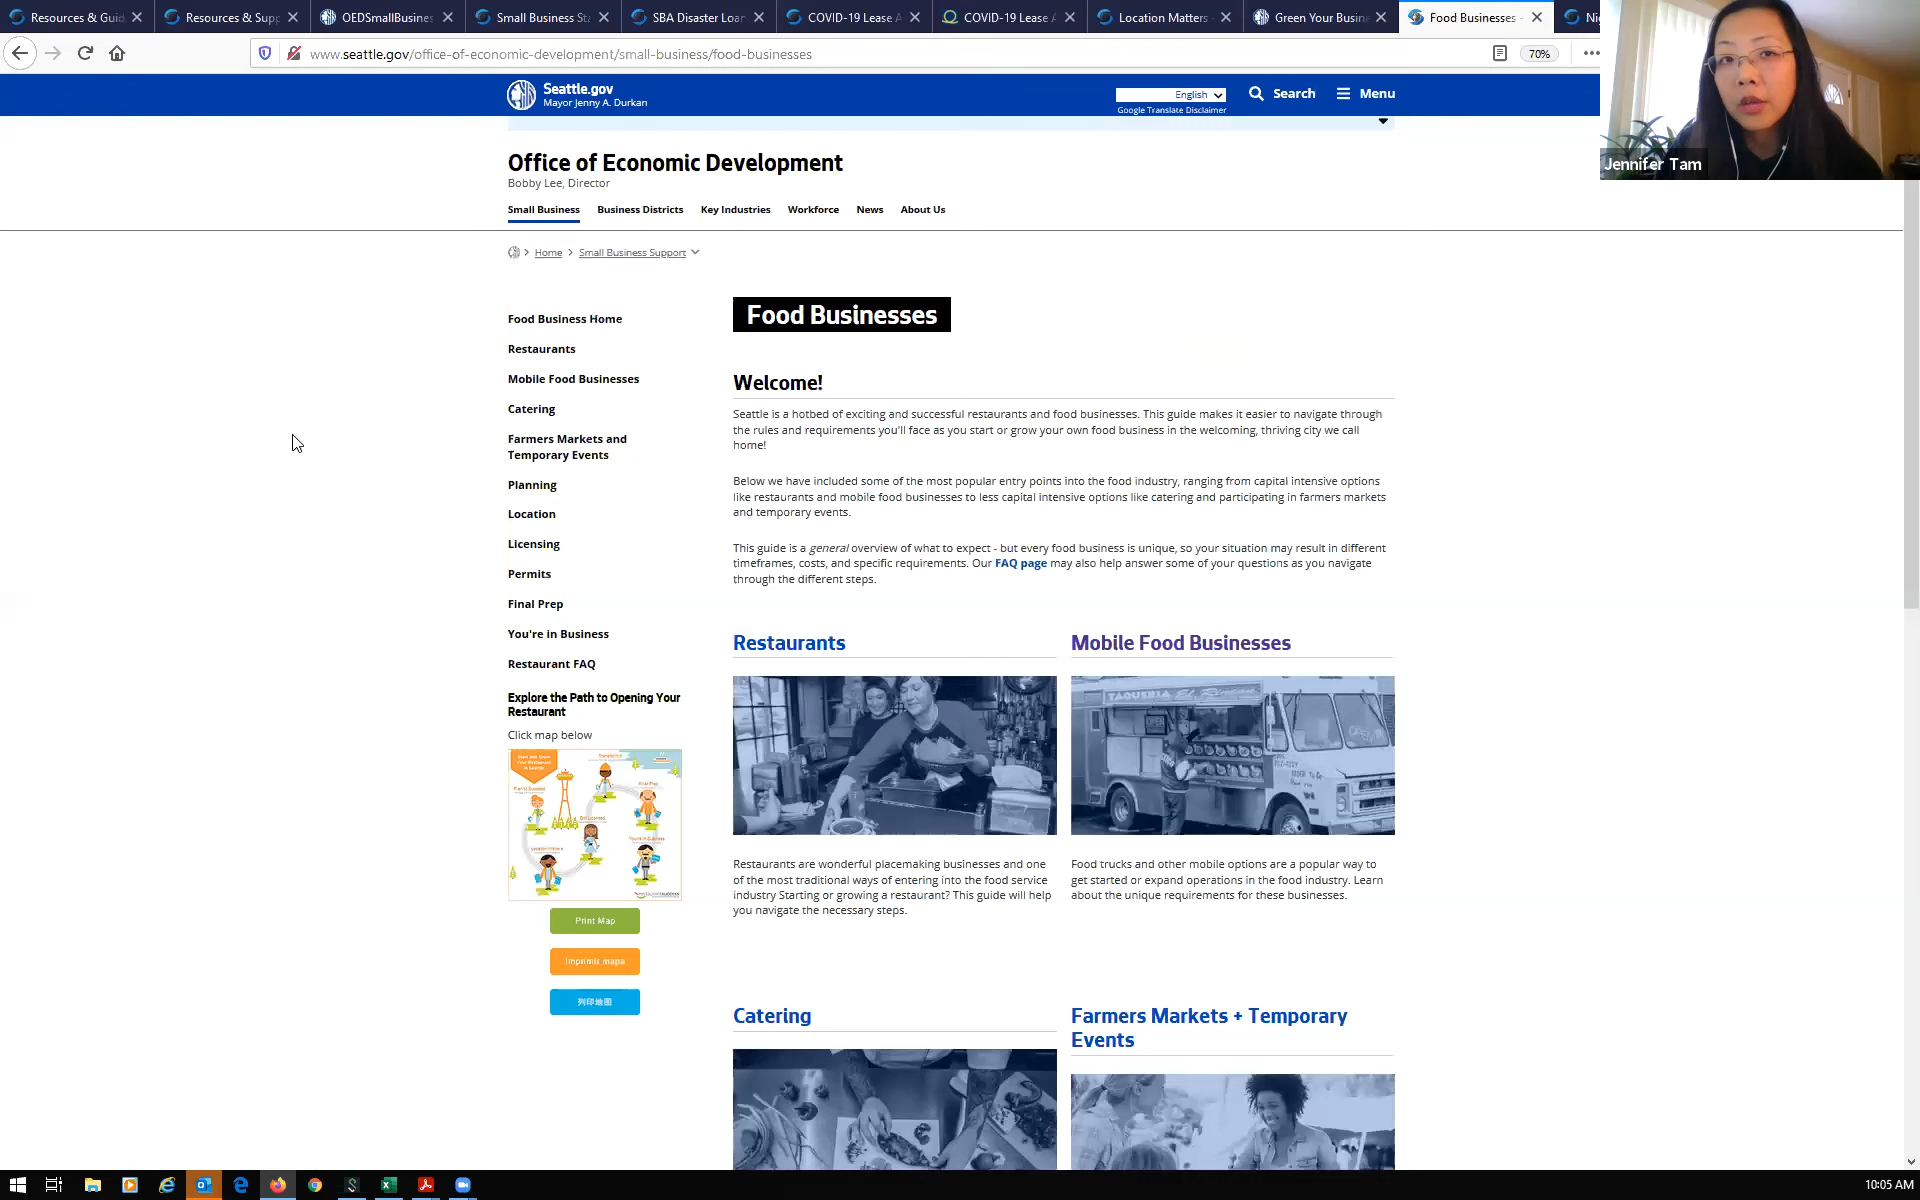 Resources & Guid
Resources & Supp
OEDSmallBusines
Small Business Sta
SBA Disaster Loan
COVID-19 Lease A
COVID-19 Lease A
Location Matters -
Green Your Busin
Food Businesses -
www.seattle.gov/office-of-economic-development/small-business/food-businesses
70%
Seattle.gov
Mayor Jenny A. Durkan
English
Google Translate Disclaimer
Search
Menu
Jennifer Tam
Office of Economic Development
Bobby Lee, Director
Small Business
Business Districts
Key Industries
Workforce
News
About Us
Home
Small Business Support
Food Business Home
Restaurants
Mobile Food Businesses
Catering
Farmers Markets and
Temporary Events
Planning
Location
Licensing
Permits
Final Prep
You're in Business
Restaurant FAQ
Explore the Path to Opening Your
Restaurant
Click map below
Print Map
Imprimir mapa
列印地图
Food Businesses
Welcome!
Seattle is a hotbed of exciting and successful restaurants and food businesses. This guide makes it easier to navigate through
the rules and requirements you'll face as you start or grow your own food business in the welcoming, thriving city we call
home!
Below we have included some of the most popular entry points into the food industry, ranging from capital intensive options
like restaurants and mobile food businesses to less capital intensive options like catering and participating in farmers markets
and temporary events.
This guide is a general overview of what to expect - but every food business is unique, so your situation may result in different
timeframes, costs, and specific requirements. Our FAQ page may also help answer some of your questions as you navigate
through the different steps.
Restaurants
Mobile Food Businesses
TAQUERIA El Rincon
OPEN
Restaurants are wonderful placemaking businesses and one
of the most traditional ways of entering into the food service
industry Starting or growing a restaurant? This guide will help
you navigate the necessary steps.
Food trucks and other mobile options are a popular way to
get started or expand operations in the food industry. Learn
about the unique requirements for these businesses.
Catering
Farmers Markets + Temporary
Events
10:05 AM